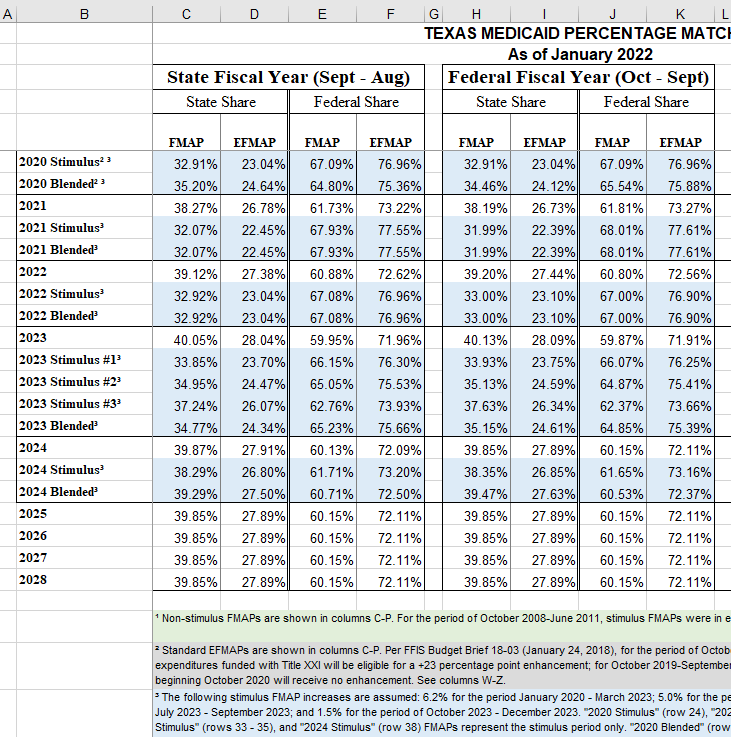 A B C D E F G H I J K L
TEXAS MEDICAID PERCENTAGE MATCH
As of January 2022
State Fiscal Year (Sept - Aug) Federal Fiscal Year (Oct - Sept)
State Share Federal Share State Share Federal Share
FMAP EFMAP FMAP EFMAP FMAP EFMAP FMAP EFMAP
2020 Stimulus² ³ 32.91% 23.04% 67.09% 76.96% 32.91% 23.04% 67.09% 76.96%
2020 Blended² ³ 35.20% 24.64% 64.80% 75.36% 34.46% 24.12% 65.54% 75.88%
2021 38.27% 26.78% 61.73% 73.22% 38.19% 26.73% 61.81% 73.27%
2021 Stimulus³ 32.07% 22.45% 67.93% 77.55% 31.99% 22.39% 68.01% 77.61%
2021 Blended³ 32.07% 22.45% 67.93% 77.55% 31.99% 22.39% 68.01% 77.61%
2022 39.12% 27.38% 60.88% 72.62% 39.20% 27.44% 60.80% 72.56%
2022 Stimulus³ 32.92% 23.04% 67.08% 76.96% 33.00% 23.10% 67.00% 76.90%
2022 Blended³ 32.92% 23.04% 67.08% 76.96% 33.00% 23.10% 67.00% 76.90%
2023 40.05% 28.04% 59.95% 71.96% 40.13% 28.09% 59.87% 71.91%
2023 Stimulus #1³ 33.85% 23.70% 66.15% 76.30% 33.93% 23.75% 66.07% 76.25%
2023 Stimulus #2³ 34.95% 24.47% 65.05% 75.53% 35.13% 24.59% 64.87% 75.41%
2023 Stimulus #3³ 37.24% 26.07% 62.76% 73.93% 37.63% 26.34% 62.37% 73.66%
2023 Blended³ 34.77% 24.34% 65.23% 75.66% 35.15% 24.61% 64.85% 75.39%
2024 39.87% 27.91% 60.13% 72.09% 39.85% 27.89% 60.15% 72.11%
2024 Stimulus³ 38.29% 26.80% 61.71% 73.20% 38.35% 26.85% 61.65% 73.16%
2024 Blended³ 39.29% 27.50% 60.71% 72.50% 39.47% 27.63% 60.53% 72.37%
2025 39.85% 27.89% 60.15% 72.11% 39.85% 27.89% 60.15% 72.11%
2026 39.85% 27.89% 60.15% 72.11% 39.85% 27.89% 60.15% 72.11%
2027 39.85% 27.89% 60.15% 72.11% 39.85% 27.89% 60.15% 72.11%
2028 39.85% 27.89% 60.15% 72.11% 39.85% 27.89% 60.15% 72.11%
¹ Non-stimulus FMAPs are shown in columns C-P. For the period of October 2008-June 2011, stimulus FMAPs were in e
² Standard EFMAPs are shown in columns C-P. Per FFIS Budget Brief 18-03 (January 24, 2018), for the period of Octob
expenditures funded with Title XXI will be eligible for a +23 percentage point enhancement; for October 2019-September
beginning October 2020 will receive no enhancement. See columns W-Z.
³ The following stimulus FMAP increases are assumed: 6.2% for the period January 2020 - March 2023; 5.0% for the pe
July 2023 - September 2023; and 1.5% for the period of October 2023 - December 2023. "2020 Stimulus" (row 24), "202
Stimulus" (rows 33 - 35), and "2024 Stimulus" (row 38) FMAPs represent the stimulus period only. "2020 Blended" (row